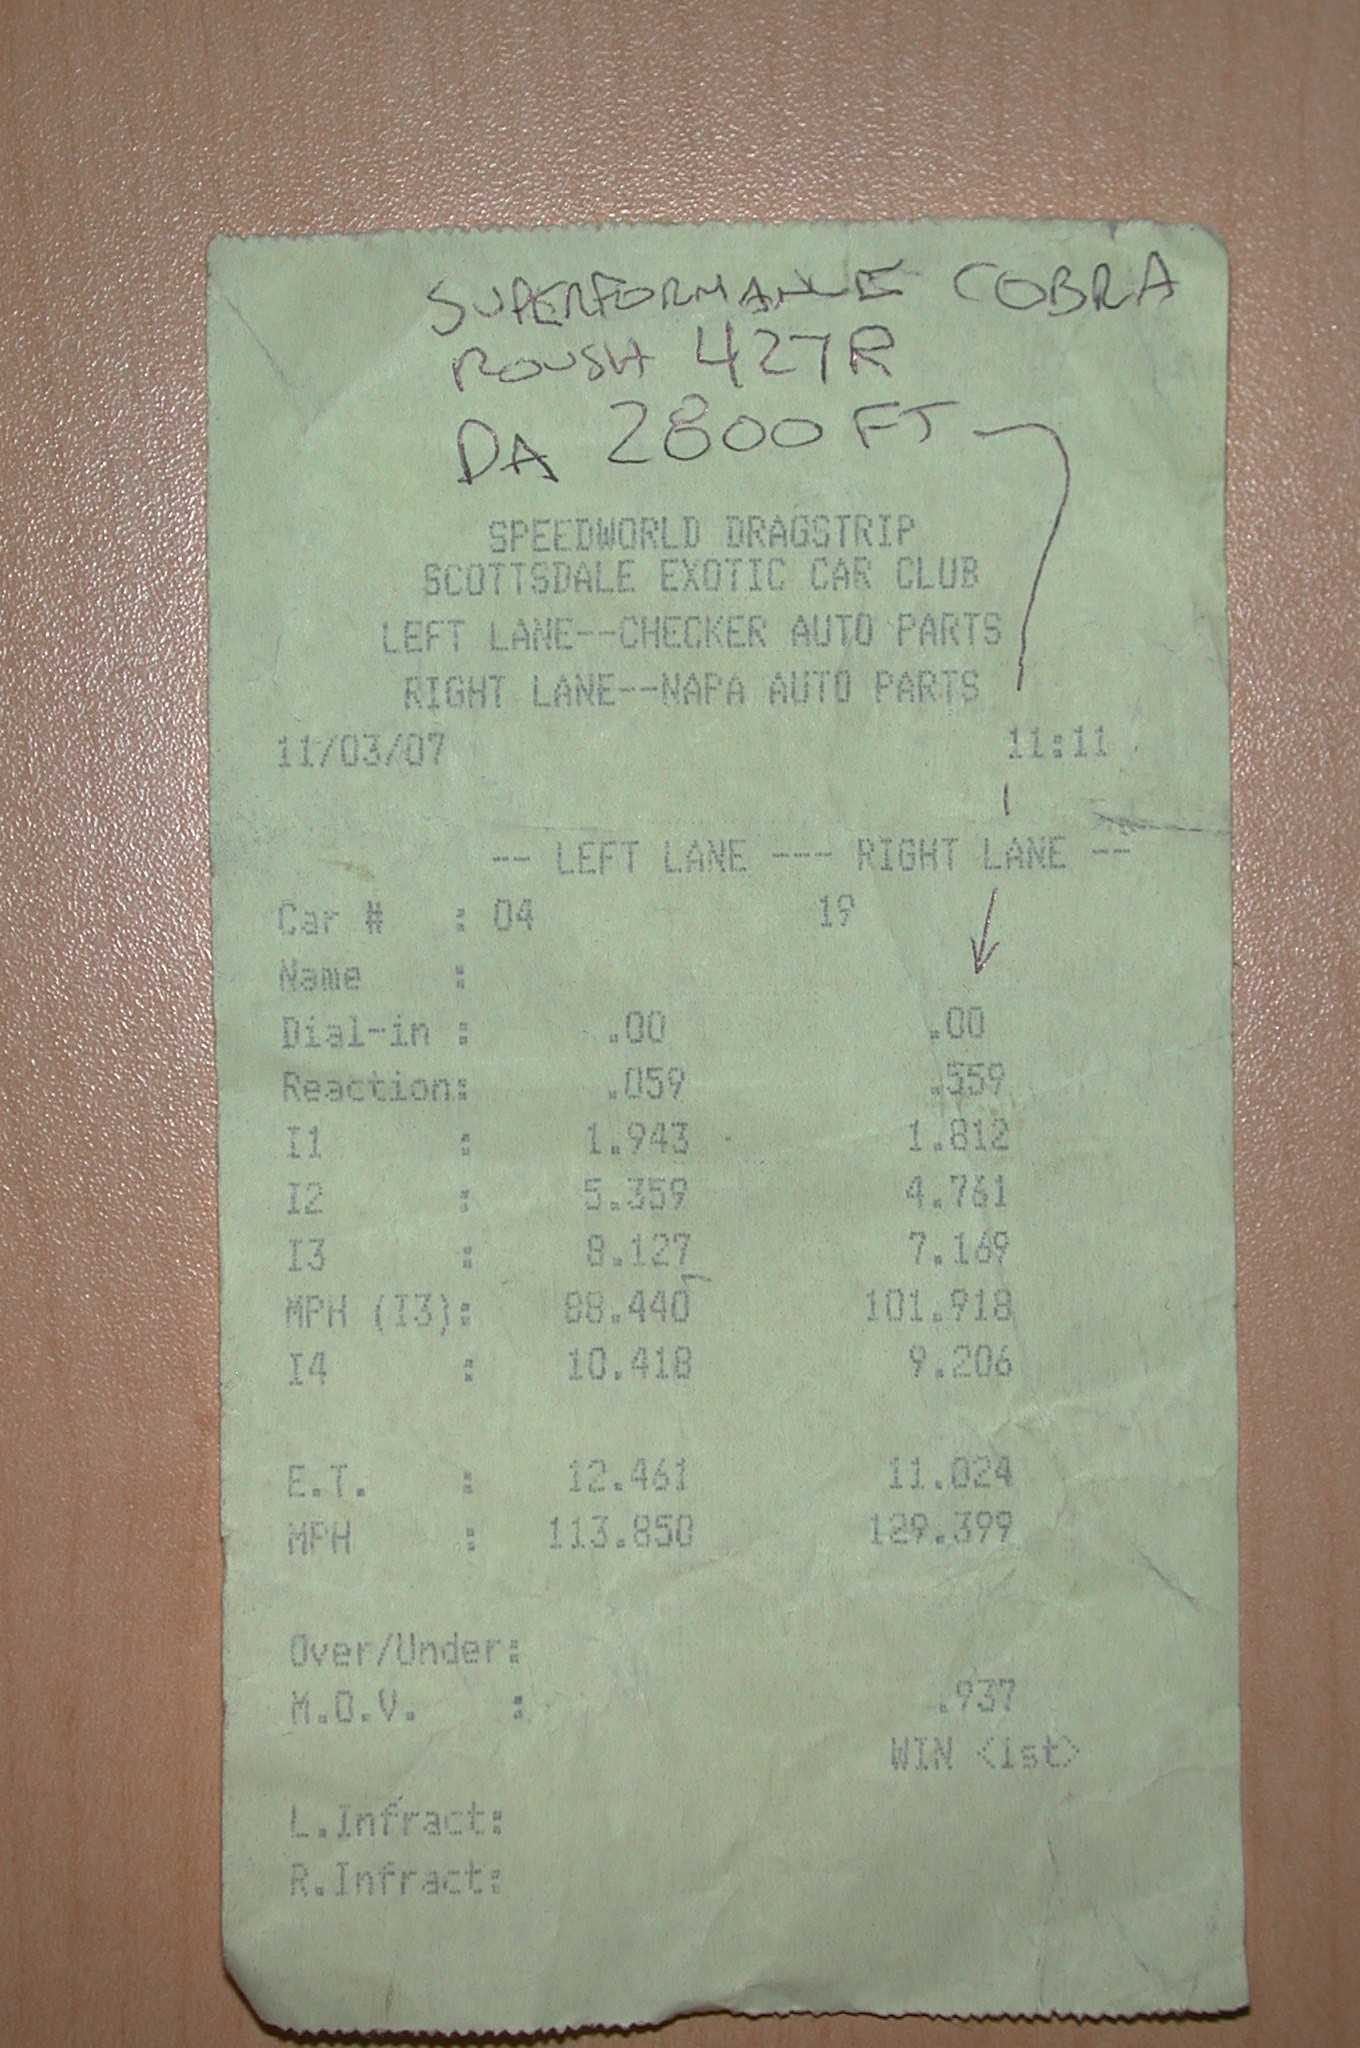 SUPERFORMANCE COBRA
ROUSH 427R
DA 2800 FT
SPEEDWORLD DRAGSTRIP
SCOTTSDALE EXOTIC CAR CLUB
LEFT LANE--CHECKER AUTO PARTS
RIGHT LANE--NAPA AUTO PARTS
11/03/07 11:11
-- LEFT LANE --- RIGHT LANE --
Car # : 04 19
Name :
Dial-in : .00 .00
Reaction: .059 .559
I1 : 1.943 1.812
I2 : 5.359 4.761
I3 : 8.127 7.169
MPH (I3): 88.440 101.918
I4 : 10.418 9.206
E.T. : 12.461 11.024
MPH : 113.850 129.399
Over/Under:
M.O.V. : .937
WIN <1st>
L.Infract:
R.Infract: